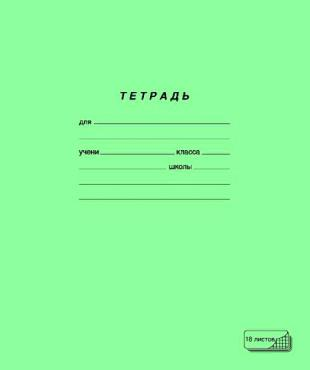 ТЕТРАДЬ
для
учени класса
школы
18 листов